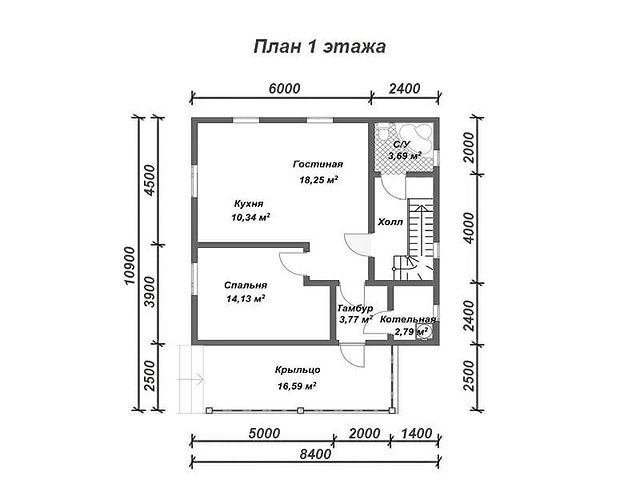 План 1 этажа
6000
2400
С/У
3,69 м²
2000
Гостиная
18,25 м²
4500
Кухня
10,34 м²
Холл
4000
10900
Спальня
14,13 м²
3900
Тамбур
3,77 м²
Котельная
2,79 м²
2400
Крыльцо
16,59 м²
2500
2500
5000
2000
1400
8400